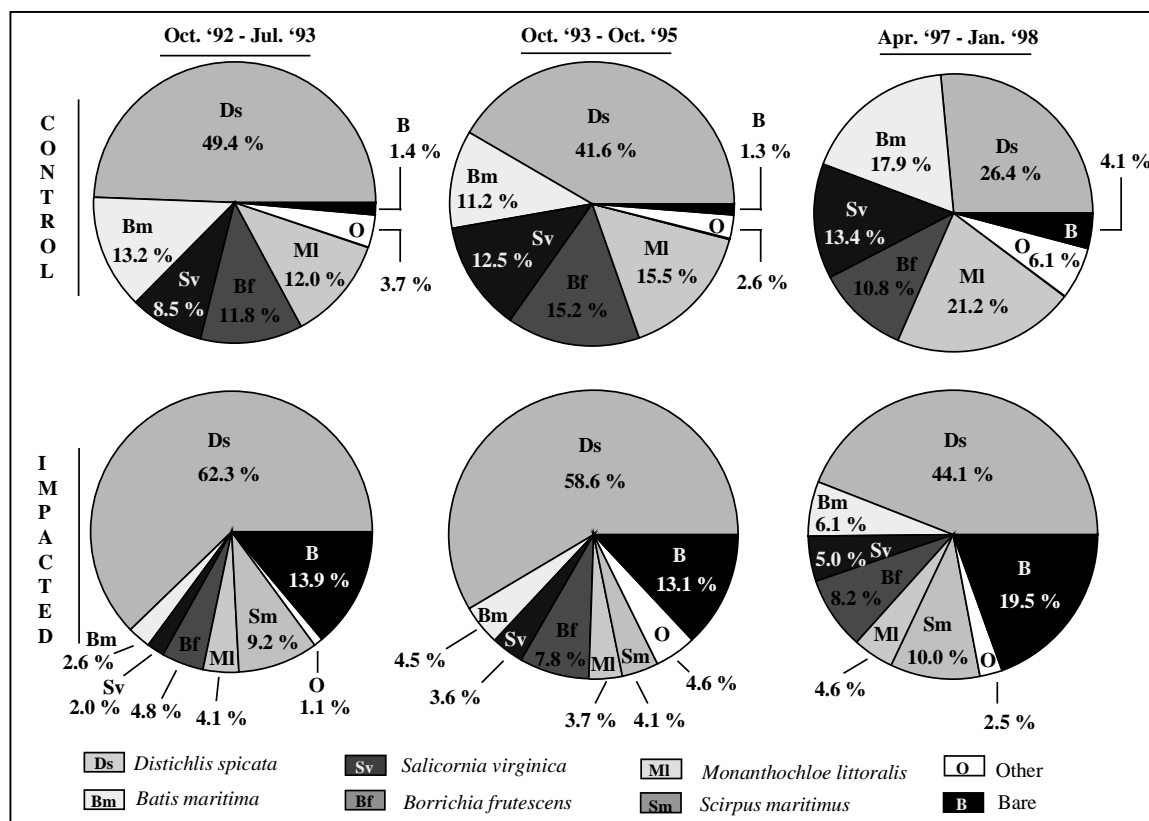 Oct. ‘92 - Jul. ‘93
Oct. ‘93 - Oct. ‘95
Apr. ‘97 - Jan. ‘98
CONTROL
Ds
49.4 %
B
1.4 %
O
3.7 %
Ml
12.0 %
Bf
11.8 %
Sv
8.5 %
Bm
13.2 %
Ds
41.6 %
B
1.3 %
O
2.6 %
Ml
15.5 %
Bf
15.2 %
Sv
12.5 %
Bm
11.2 %
Ds
26.4 %
4.1 %
B
O
6.1 %
Ml
21.2 %
Bf
10.8 %
Sv
13.4 %
Bm
17.9 %
IMPACTED
Ds
62.3 %
B
13.9 %
O
1.1 %
Sm
9.2 %
Ml
4.1 %
Bf
4.8 %
Sv
2.0 %
Bm
2.6 %
Ds
58.6 %
B
13.1 %
O
4.6 %
Sm
4.1 %
Ml
3.7 %
Bf
7.8 %
Sv
3.6 %
Bm
4.5 %
Ds
44.1 %
B
19.5 %
O
2.5 %
Sm
10.0 %
Ml
4.6 %
Bf
8.2 %
Sv
5.0 %
Bm
6.1 %
Ds Distichlis spicata
Sv Salicornia virginica
Ml Monanthochloe littoralis
O Other
Bm Batis maritima
Bf Borrichia frutescens
Sm Scirpus maritimus
B Bare